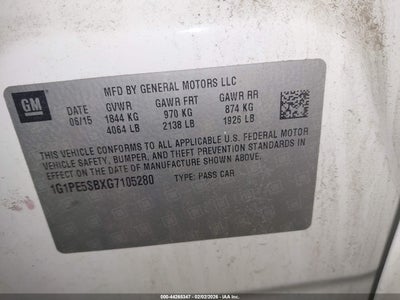 MFD BY GENERAL MOTORS LLC
GM
DATE GVWR GAWR FRT GAWR RR
06/15 1844 KG 970 KG 874 KG
4064 LB 2138 LB 1926 LB
THIS VEHICLE CONFORMS TO ALL APPLICABLE U.S. FEDERAL MOTOR
VEHICLE SAFETY, BUMPER, AND THEFT PREVENTION STANDARDS IN
EFFECT ON THE DATE OF MANUFACTURE SHOWN ABOVE.
1G1PE5SBXG7105280 TYPE: PASS CAR
000-44265347 - 02/02/2026 - IAA Inc.